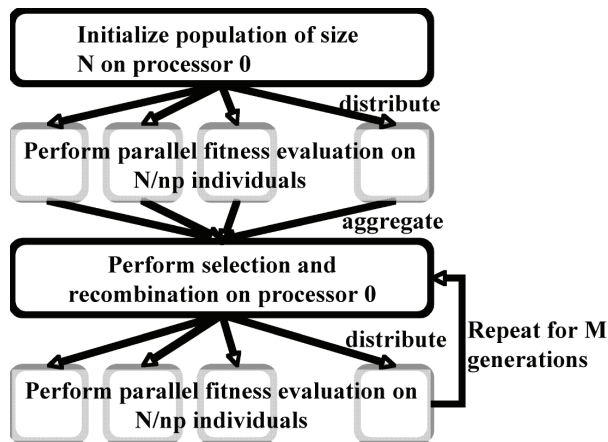 Initialize population of size
N on processor 0
distribute
Perform parallel fitness evaluation on
N/np individuals
aggregate
Perform selection and
recombination on processor 0
distribute
Repeat for M
generations
Perform parallel fitness evaluation on
N/np individuals